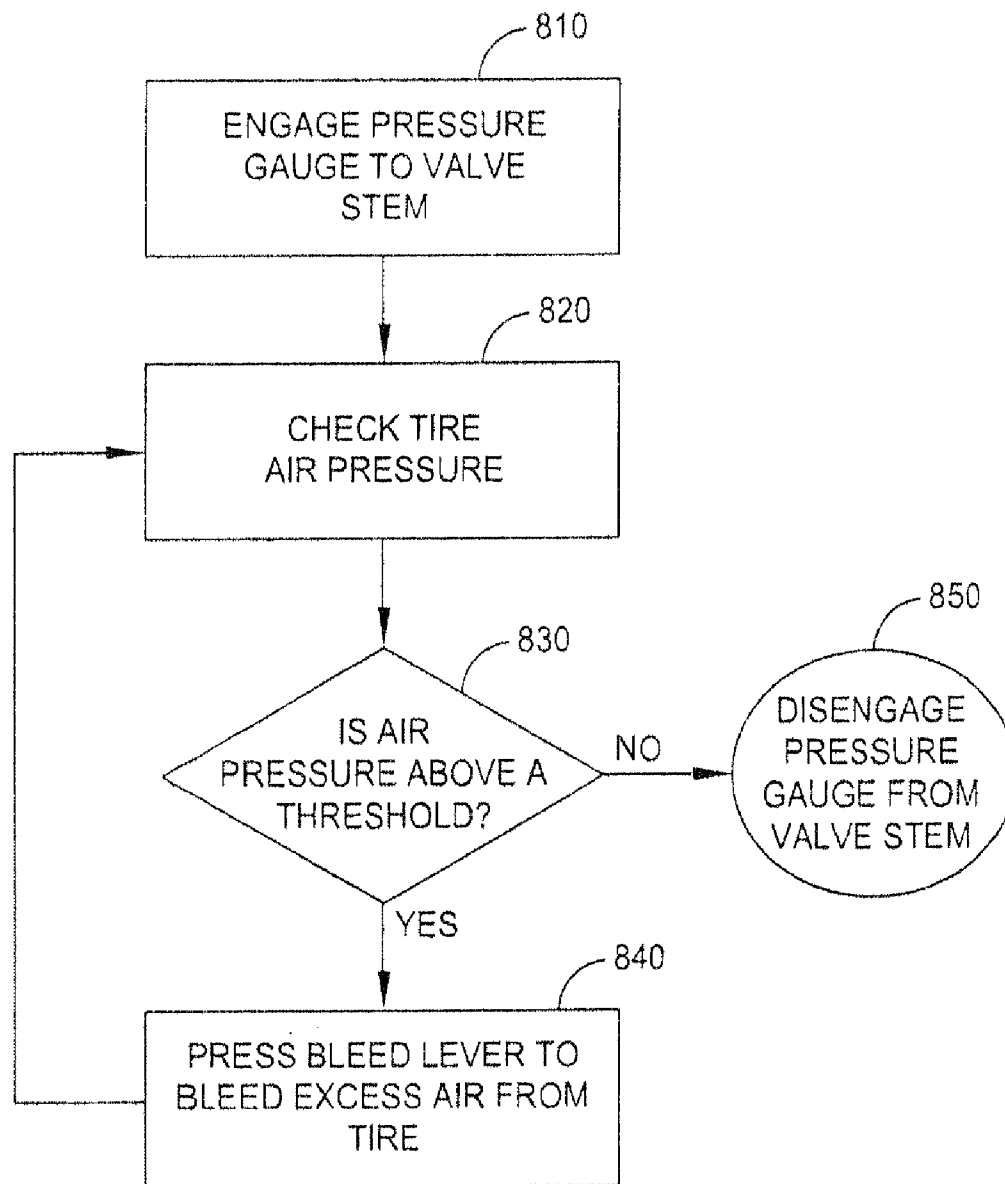 810
ENGAGE PRESSURE
GAUGE TO VALVE
STEM
820
CHECK TIRE
AIR PRESSURE
830
IS AIR
PRESSURE ABOVE A
THRESHOLD?
NO
850
DISENGAGE
PRESSURE
GAUGE FROM
VALVE STEM
YES
840
PRESS BLEED LEVER TO
BLEED EXCESS AIR FROM
TIRE